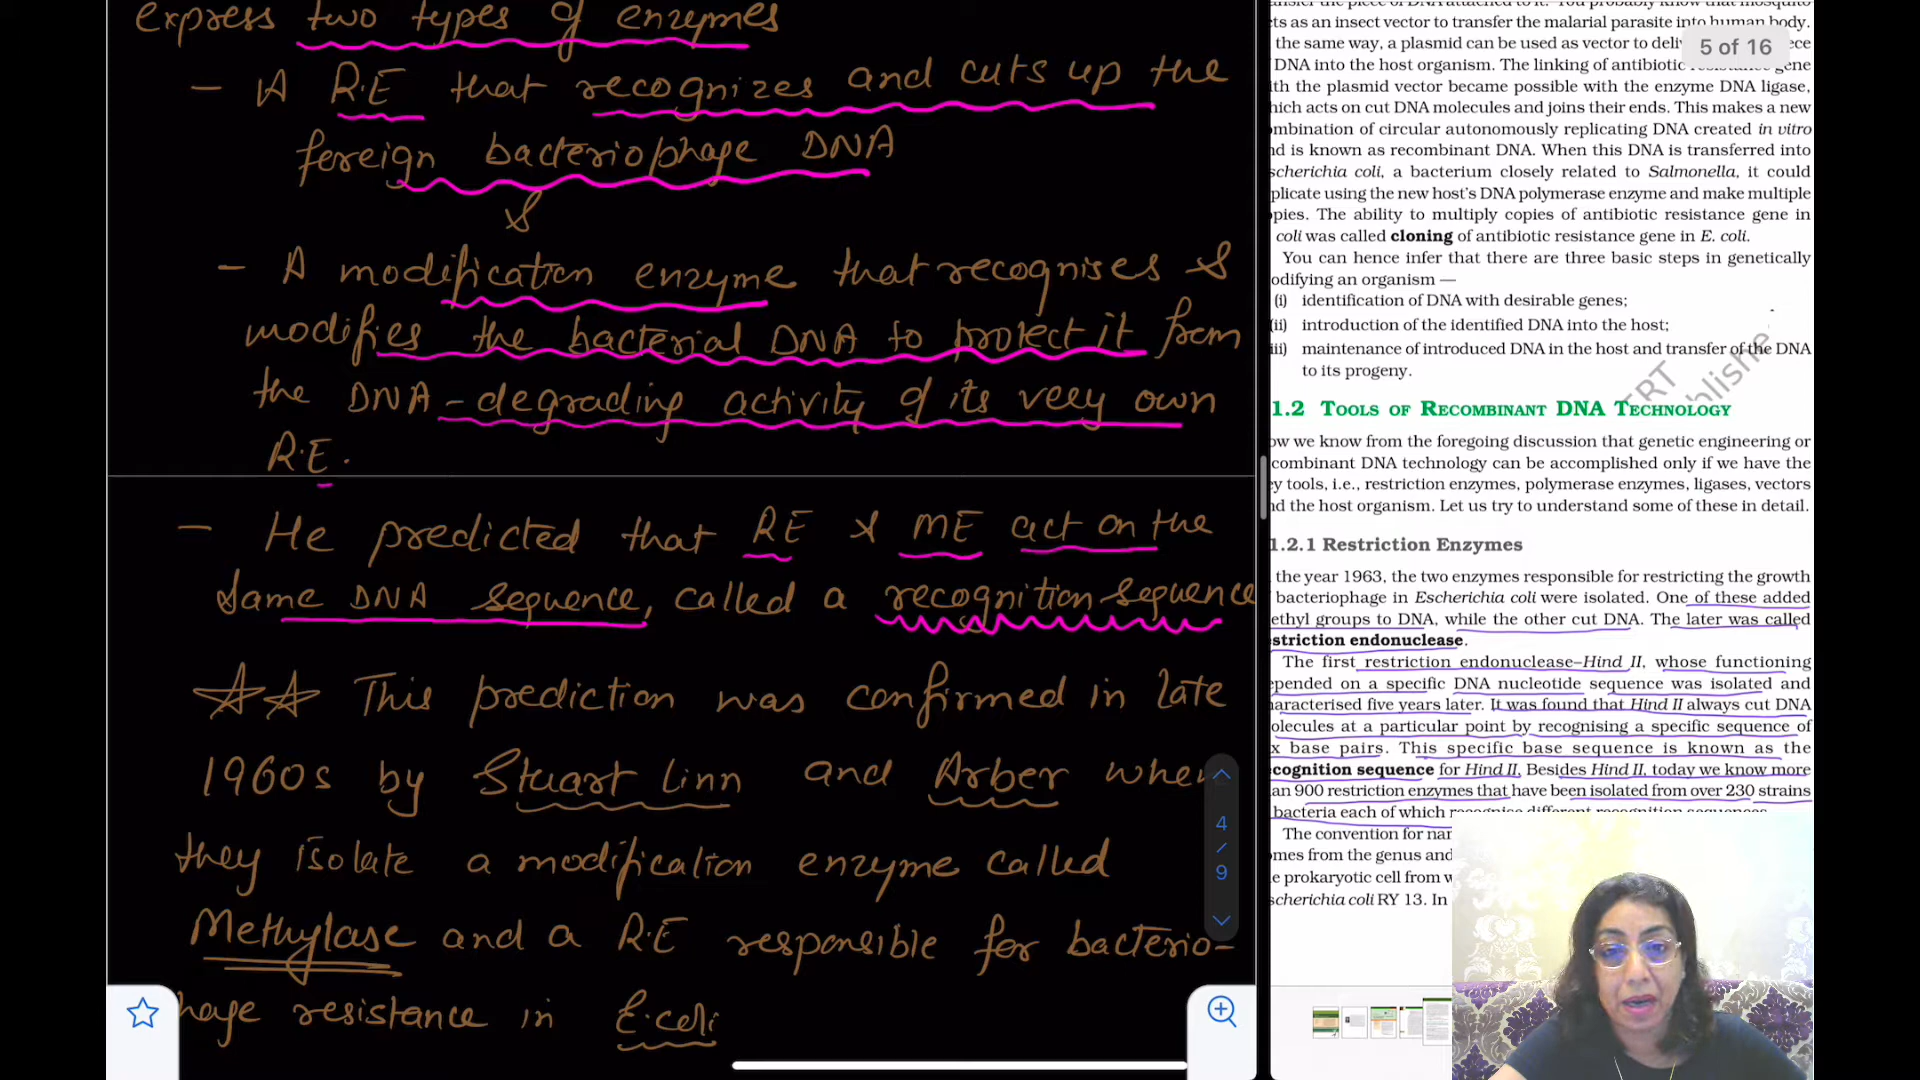 express two types of enzymes
- A R.E that recognizes and cuts up the
foreign bacteriophage DNA
&
- A modification enzyme that recognises &
modifies the bacterial DNA to protect it from
the DNA-degrading activity of its very own
R.E.
- He predicted that RE & ME act on the
same DNA sequence, called a recognition sequence
☆☆ This prediction was confirmed in late
1960s by Stuart Linn and Arber when
they isolate a modification enzyme called
Methylase and a R.E responsible for bacterio-
hage resistance in E.coli
4
/
9
5 of 16
ts as an insect vector to transfer the malarial parasite into human body.
the same way, a plasmid can be used as vector to deli ece
DNA into the host organism. The linking of antibiotic resistance gene
th the plasmid vector became possible with the enzyme DNA ligase,
hich acts on cut DNA molecules and joins their ends. This makes a new
mbination of circular autonomously replicating DNA created in vitro
nd is known as recombinant DNA. When this DNA is transferred into
scherichia coli, a bacterium closely related to Salmonella, it could
plicate using the new host's DNA polymerase enzyme and make multiple
pies. The ability to multiply copies of antibiotic resistance gene in
coli was called cloning of antibiotic resistance gene in E. coli.
You can hence infer that there are three basic steps in genetically
odifying an organism —
(i) identification of DNA with desirable genes;
ii) introduction of the identified DNA into the host;
iii) maintenance of introduced DNA in the host and transfer of the DNA
to its progeny.
RT
blishe
1.2 Tools of Recombinant DNA Technology
ow we know from the foregoing discussion that genetic engineering or
combinant DNA technology can be accomplished only if we have the
ey tools, i.e., restriction enzymes, polymerase enzymes, ligases, vectors
nd the host organism. Let us try to understand some of these in detail.
1.2.1 Restriction Enzymes
the year 1963, the two enzymes responsible for restricting the growth
bacteriophage in Escherichia coli were isolated. One of these added
ethyl groups to DNA, while the other cut DNA. The later was called
striction endonuclease.
The first restriction endonuclease–Hind II, whose functioning
epended on a specific DNA nucleotide sequence was isolated and
aracterised five years later. It was found that Hind II always cut DNA
olecules at a particular point by recognising a specific sequence of
x base pairs. This specific base sequence is known as the
cognition sequence for Hind II. Besides Hind II, today we know more
an 900 restriction enzymes that have been isolated from over 230 strains
bacteria each of which recognise different recognition sequences.
The convention for nam
mes from the genus and
e prokaryotic cell from w
scherichia coli RY 13. In